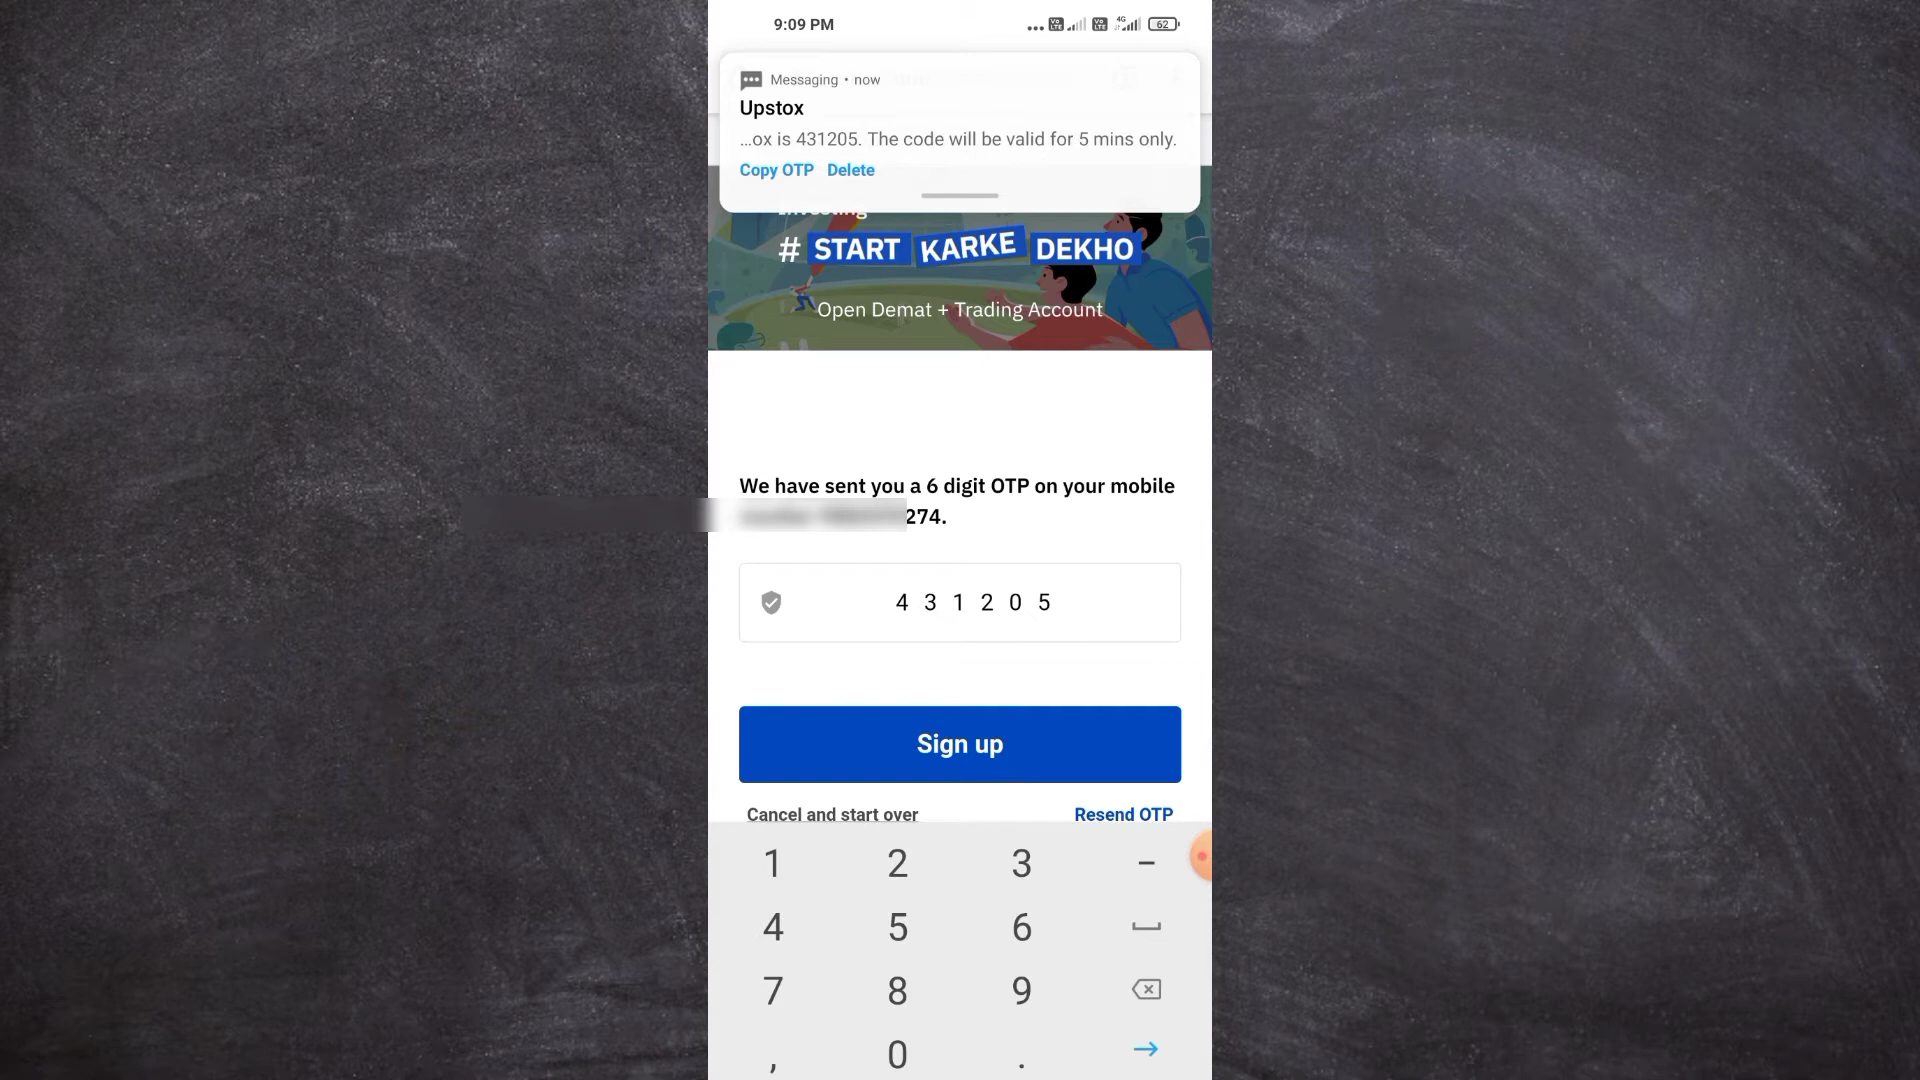 9:09 PM
4G
62
Messaging • now
Upstox
...ox is 431205. The code will be valid for 5 mins only.
Copy OTP Delete
Investing
# START KARKE DEKHO
Open Demat + Trading Account
We have sent you a 6 digit OTP on your mobile
274.
4 3 1 2 0 5
Sign up
Cancel and start over Resend OTP
1 2 3 -
4 5 6
7 8 9
, 0 .